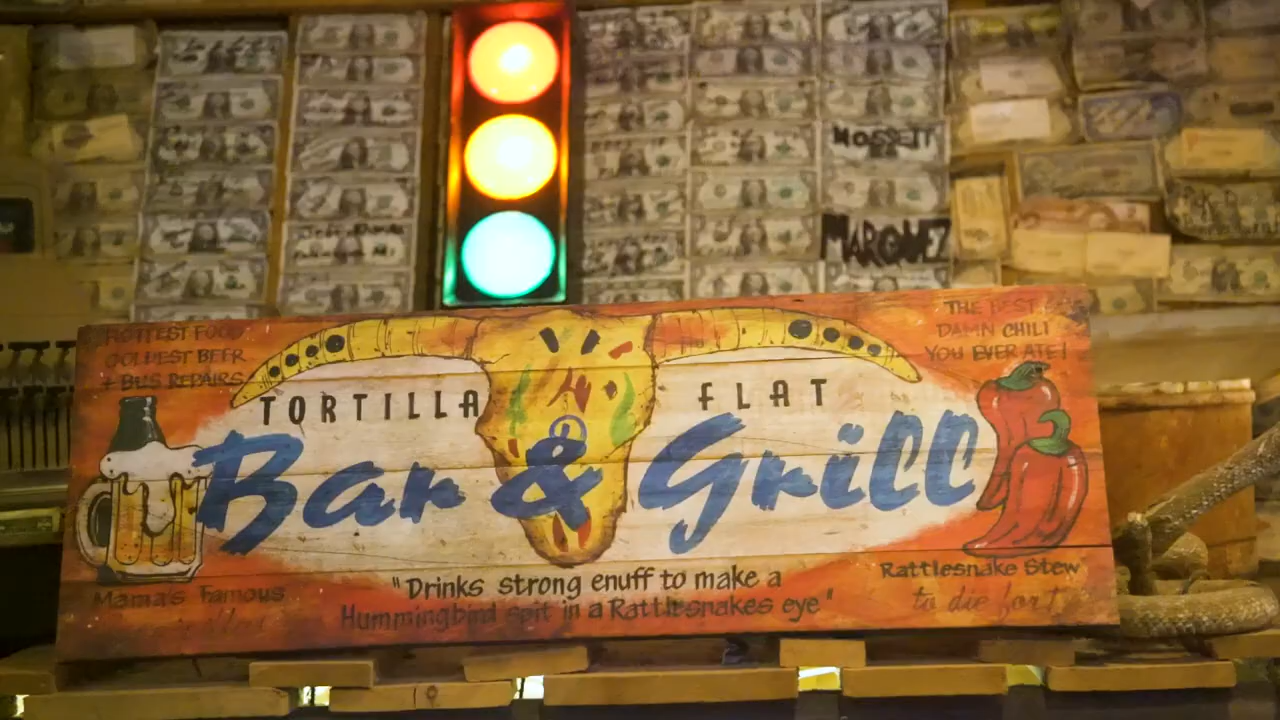 MOSSETT
MARQUEZ
HOTTEST FOOD
COLDEST BEER
+ BUS REPAIRS
THE BEST
DAMN CHILI
YOU EVER ATE!
TORTILLA FLAT
Bar & Grill
"Drinks strong enuff to make a
Hummingbird spit in a Rattlesnakes eye"
Mama's famous
Rattlesnake Stew
to die for!